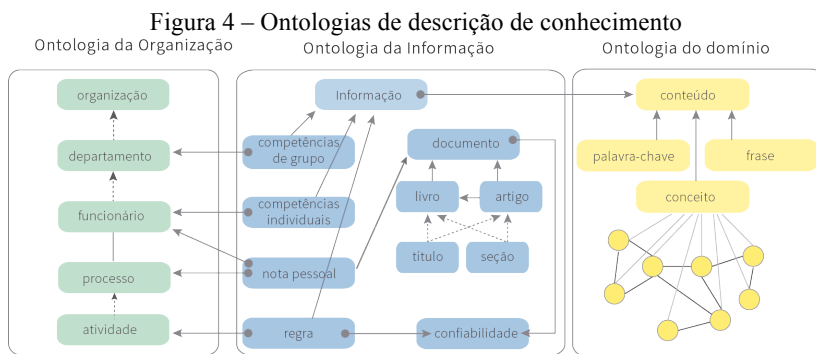 Figura 4 – Ontologias de descrição de conhecimento
Ontologia da Organização
Ontologia da Informação
Ontologia do domínio
organização
departamento
funcionário
processo
atividade
Informação
competências
de grupo
competências
individuais
nota pessoal
regra
documento
livro
artigo
titulo
seção
confiabilidade
conteúdo
palavra-chave
frase
conceito